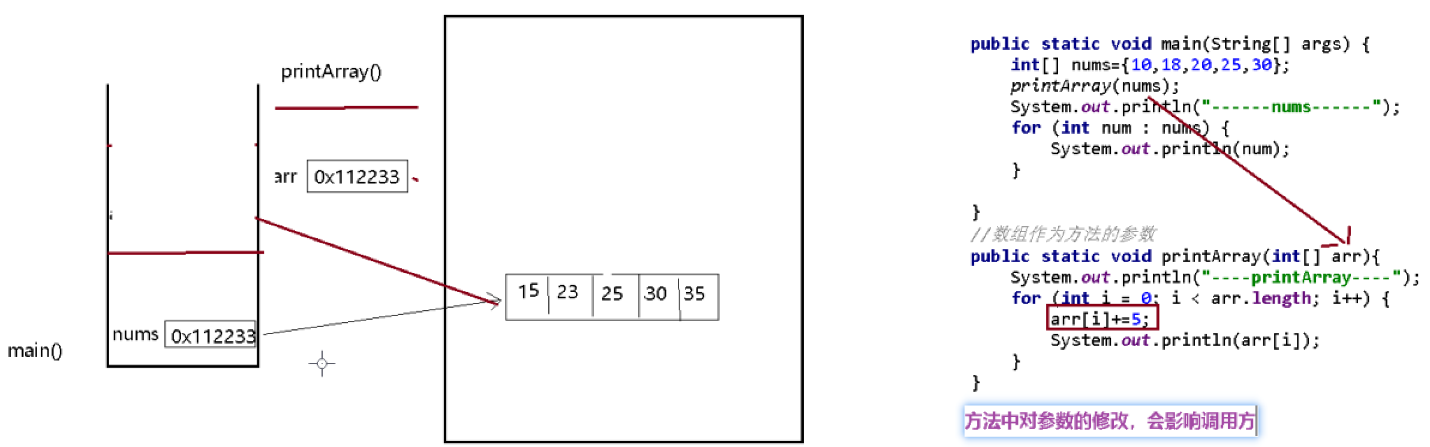 printArray()
arr 0x112233
i
15 23 25 30 35
nums 0x112233
main()
public static void main(String[] args) {
int[] nums={10,18,20,25,30};
printArray(nums);
System.out.println("------nums------");
for (int num : nums) {
System.out.println(num);
}
}
//数组作为方法的参数
public static void printArray(int[] arr){
System.out.println("----printArray----");
for (int i = 0; i < arr.length; i++) {
arr[i]+=5;
System.out.println(arr[i]);
}
}
方法中对参数的修改，会影响调用方